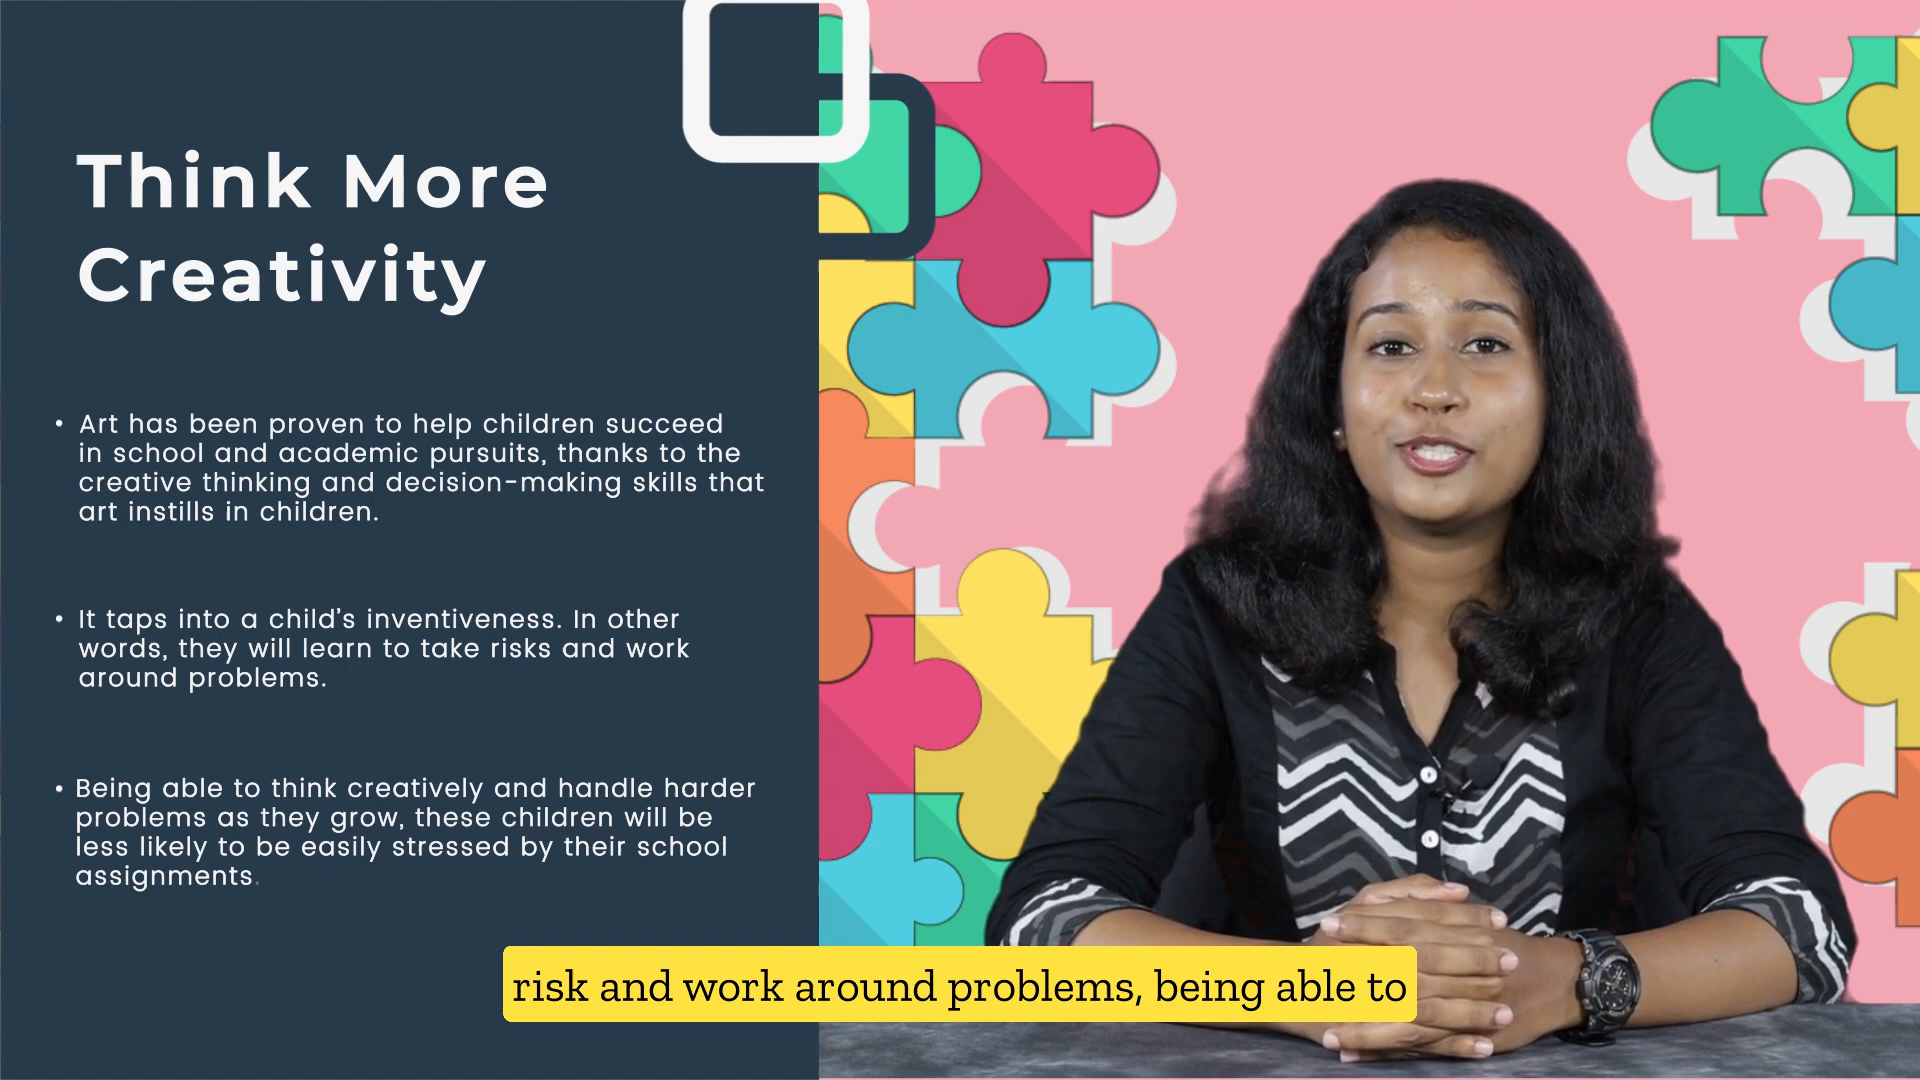 Think More
Creativity
• Art has been proven to help children succeed
in school and academic pursuits, thanks to the
creative thinking and decision-making skills that
art instills in children.
• It taps into a child’s inventiveness. In other
words, they will learn to take risks and work
around problems.
• Being able to think creatively and handle harder
problems as they grow, these children will be
less likely to be easily stressed by their school
assignments.
risk and work around problems, being able to